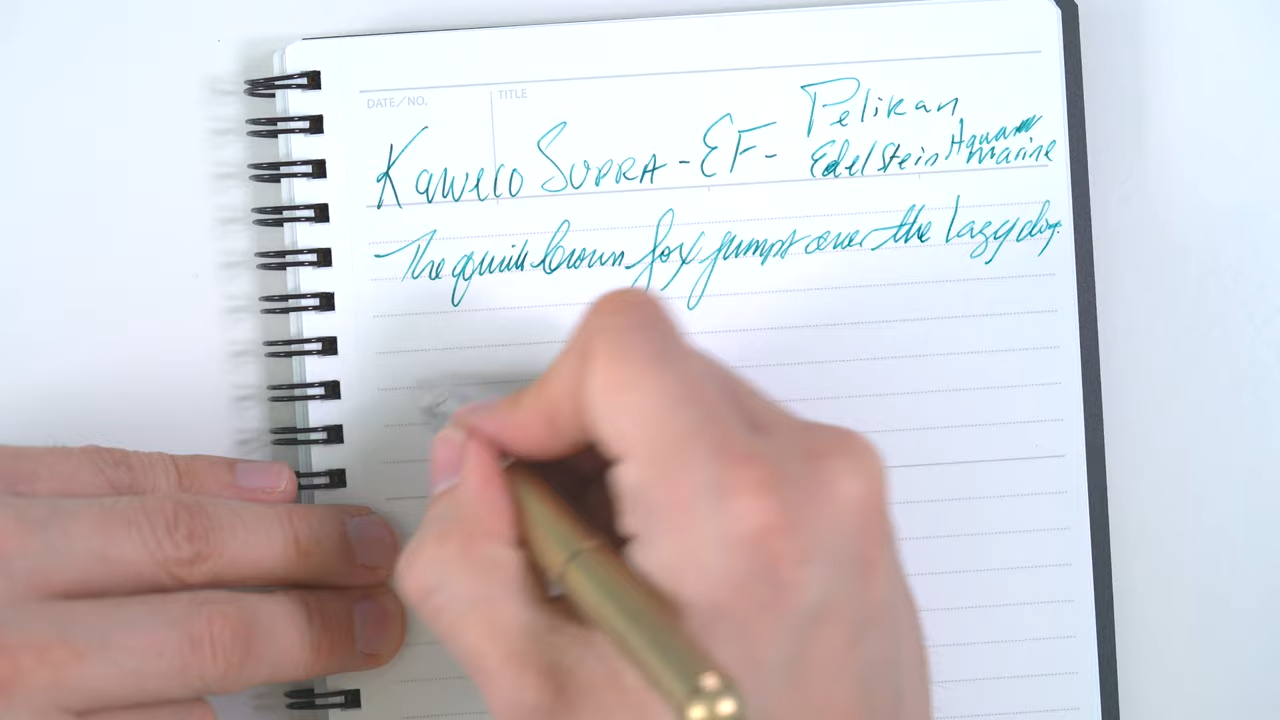 DATE/NO.
TITLE
Kaweco SUPRA - EF - Pelikan
Edelstein Aquamarine
The quick brown fox jumps over the lazy dog.